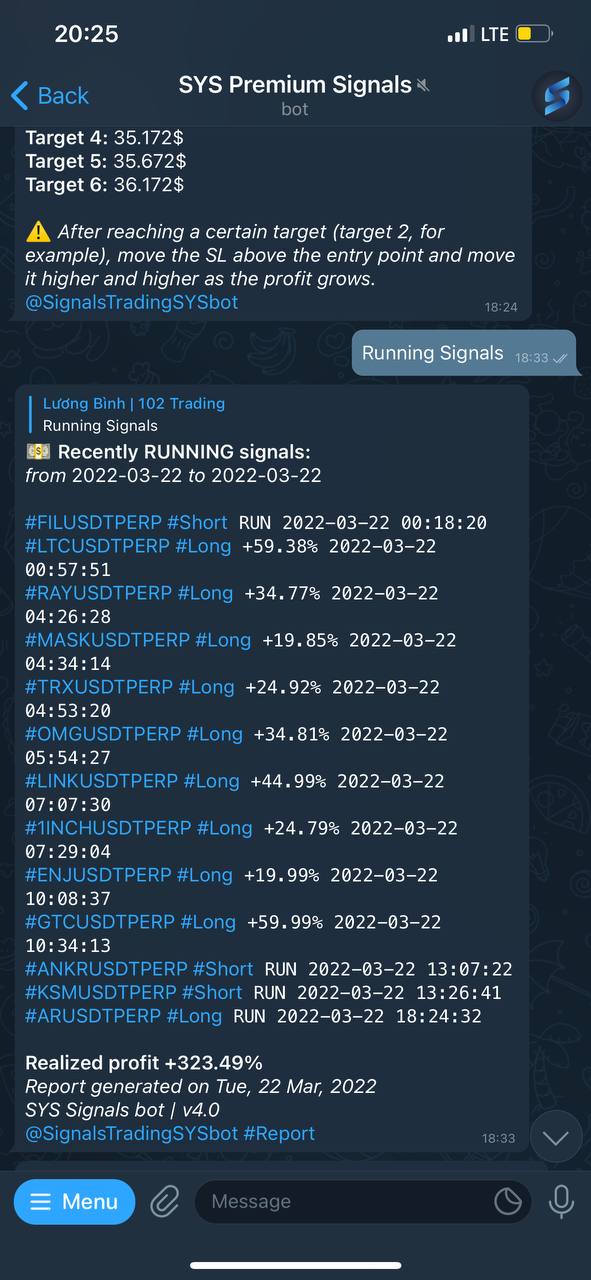 20:25
LTE
Back
SYS Premium Signals
bot
Target 4: 35.172$
Target 5: 35.672$
Target 6: 36.172$
⚠️ After reaching a certain target (target 2, for
example), move the SL above the entry point and move
it higher and higher as the profit grows.
@SignalsTradingSYSbot
18:24
Running Signals
18:33
Lương Bình | 102 Trading
Running Signals
💵 Recently RUNNING signals:
from 2022-03-22 to 2022-03-22
#FILUSDTPERP #Short RUN 2022-03-22 00:18:20
#LTCUSDTPERP #Long +59.38% 2022-03-22
00:57:51
#RAYUSDTPERP #Long +34.77% 2022-03-22
04:26:28
#MASKUSDTPERP #Long +19.85% 2022-03-22
04:34:14
#TRXUSDTPERP #Long +24.92% 2022-03-22
04:53:20
#OMGUSDTPERP #Long +34.81% 2022-03-22
05:54:27
#LINKUSDTPERP #Long +44.99% 2022-03-22
07:07:30
#1INCHUSDTPERP #Long +24.79% 2022-03-22
07:29:04
#ENJUSDTPERP #Long +19.99% 2022-03-22
10:08:37
#GTCUSDTPERP #Long +59.99% 2022-03-22
10:34:13
#ANKRUSDTPERP #Short RUN 2022-03-22 13:07:22
#KSMUSDTPERP #Short RUN 2022-03-22 13:26:41
#ARUSDTPERP #Long RUN 2022-03-22 18:24:32
Realized profit +323.49%
Report generated on Tue, 22 Mar, 2022
SYS Signals bot | v4.0
@SignalsTradingSYSbot #Report
18:33
Menu
Message